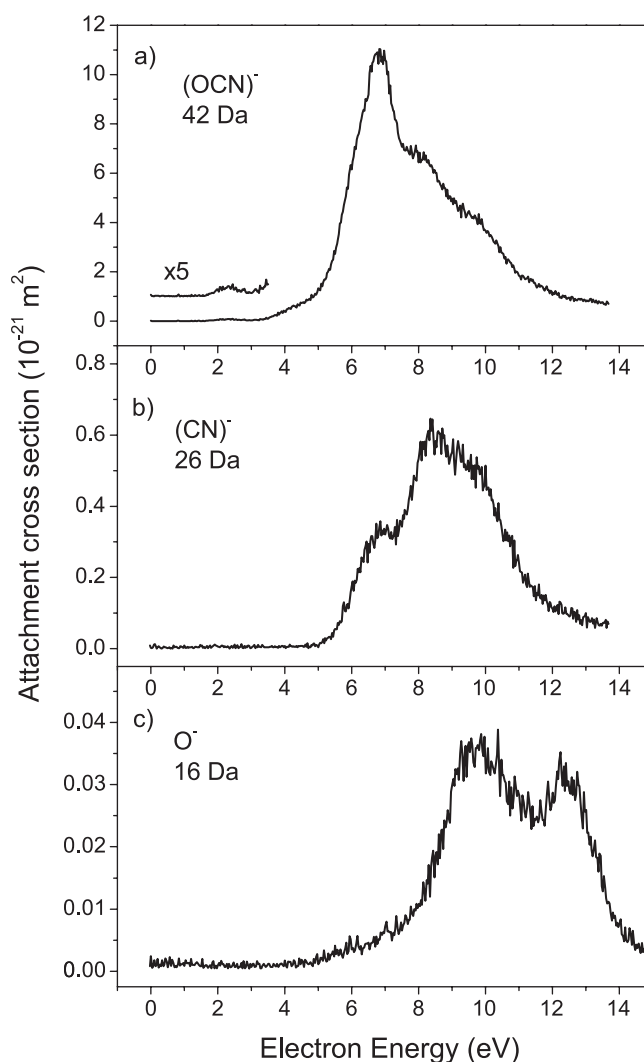 Attachment cross section (10⁻²¹ m²)
a)
(OCN)⁻
42 Da
x5
12
10
8
6
4
2
0
0 2 4 6 8 10 12 14
b)
(CN)⁻
26 Da
0.8
0.6
0.4
0.2
0.0
0 2 4 6 8 10 12 14
c)
O⁻
16 Da
0.04
0.03
0.02
0.01
0.00
0 2 4 6 8 10 12 14
Electron Energy (eV)